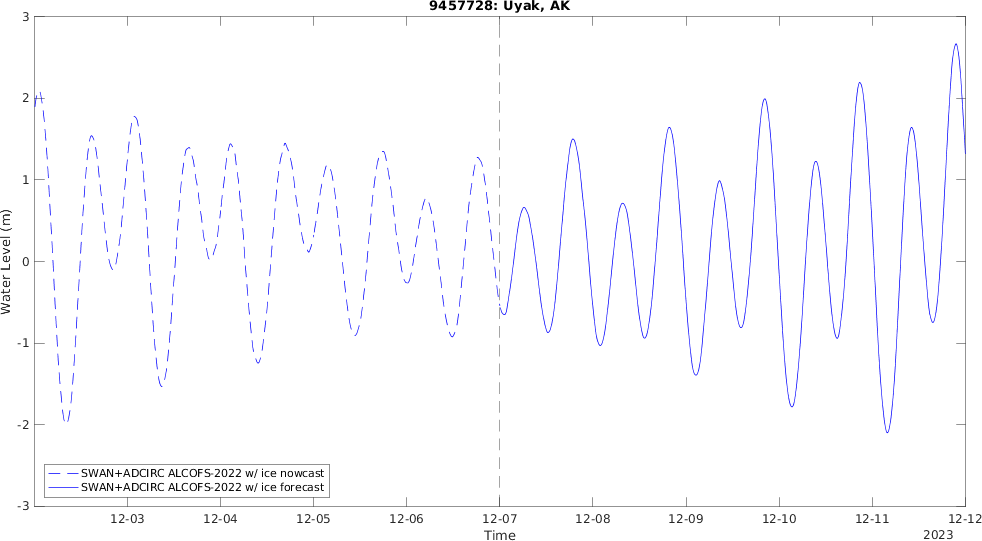 9457728: Uyak, AK
3
2
1
0
-1
-2
-3
Water Level (m)
SWAN+ADCIRC ALCOFS-2022 w/ ice nowcast
SWAN+ADCIRC ALCOFS-2022 w/ ice forecast
12-03 12-04 12-05 12-06 12-07 12-08 12-09 12-10 12-11 12-12
Time
2023